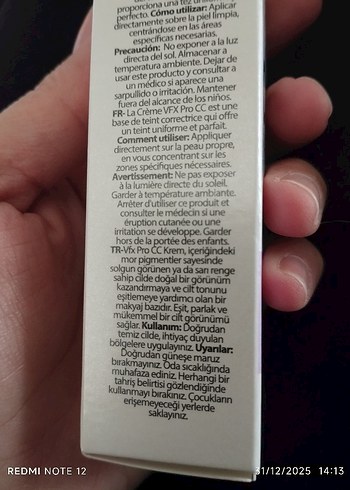 proporciona una tez
perfecto. Cómo utilizar: Aplicar
directamente sobre la piel limpia,
centrándose en las áreas
específicas necesarias.
Precaución: No exponer a la luz
directa del sol. Almacenar a
temperatura ambiente. Dejar de
usar este producto y consultar a
un médico si aparece una
sarpullido o irritación. Mantener
fuera del alcance de los niños.
FR- La Crème VFX Pro CC est une
base de teint correctrice qui offre
un teint uniforme et parfait.
Comment utiliser: Appliquer
directement sur la peau propre,
en vous concentrant sur les
zones spécifiques nécessaires.
Avertissement: Ne pas exposer
à la lumière directe du soleil.
Garder à température ambiante.
Arrêter d'utiliser ce produit et
consulter le médecin si une
éruption cutanée ou une
irritation se développe. Garder
hors de la portée des enfants.
TR-Vfx Pro CC Krem, içeriğindeki
mor pigmentler sayesinde
solgun görünen ya da sarı renge
sahip cilde doğal bir görünüm
kazandırmaya ve cilt tonunu
eşitlemeye yardımcı olan bir
makyaj bazıdır. Eşit, parlak ve
mükemmel bir cilt görünümü
sağlar. Kullanım: Doğrudan
temiz cilde, ihtiyaç duyulan
bölgelere uygulayınız. Uyarılar:
Doğrudan güneşe maruz
bırakmayınız. Oda sıcaklığında
muhafaza ediniz. Herhangi bir
tahriş belirtisi gözlendiğinde
kullanmayı bırakınız. Çocukların
erişemeyeceği yerlerde
saklayınız.
REDMI NOTE 12
31/12/2025 14:13